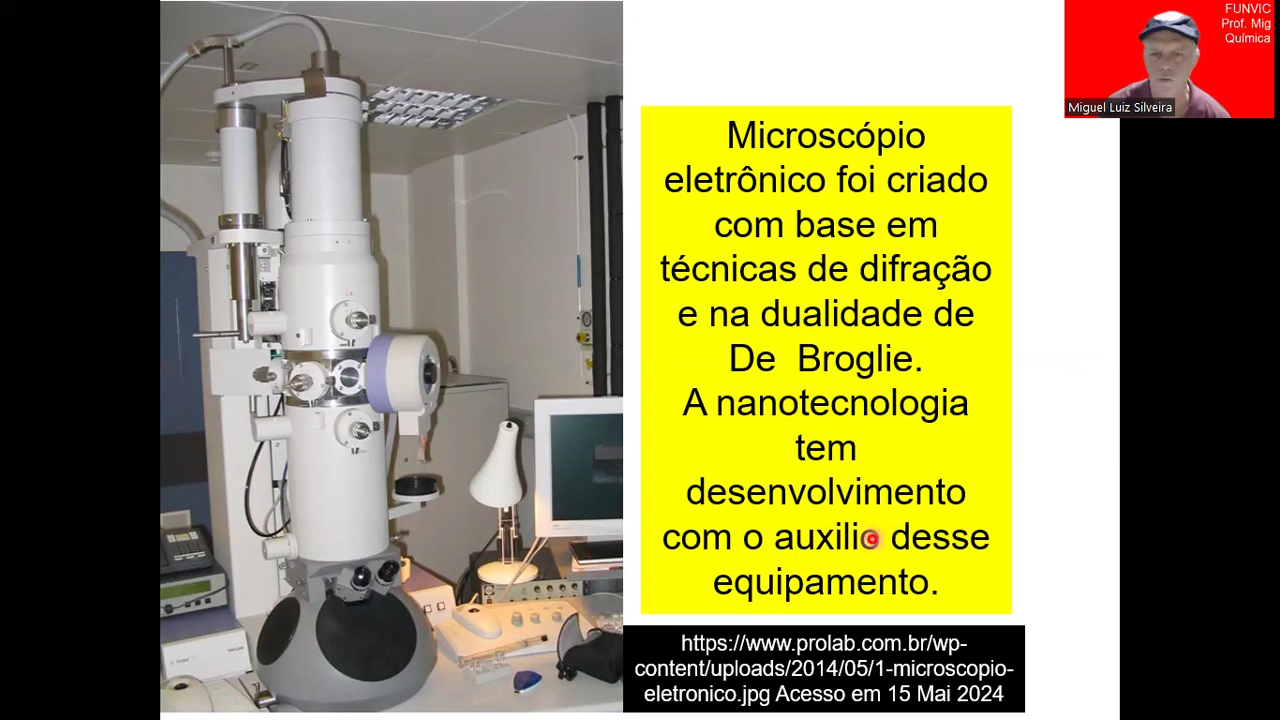 FUNVIC
Prof. Mig
Química
Miguel Luiz Silveira
Microscópio
eletrônico foi criado
com base em
técnicas de difração
e na dualidade de
De Broglie.
A nanotecnologia
tem
desenvolvimento
com o auxilio desse
equipamento.
https://www.prolab.com.br/wp-
content/uploads/2014/05/1-microscopio-
eletronico.jpg Acesso em 15 Mai 2024